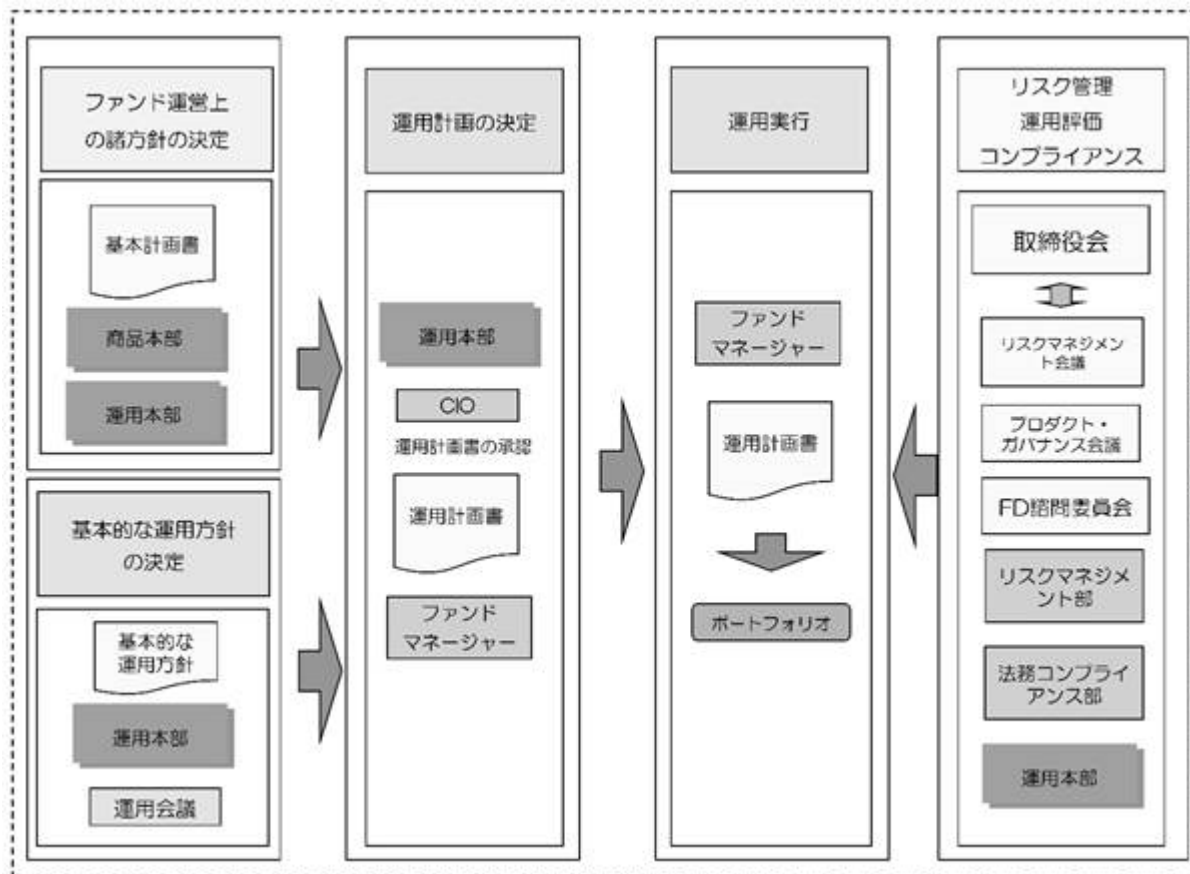 ファンド運営上
の諸方針の決定
基本計画書
商品本部
運用本部
基本的な運用方針
の決定
基本的な
運用方針
運用本部
運用会議
運用計画の決定
運用本部
CIO
運用計画書の承認
運用計画書
ファンド
マネージャー
運用実行
ファンド
マネージャー
運用計画書
ポートフォリオ
リスク管理
運用評価
コンプライアンス
取締役会
リスクマネジメン
ト会議
プロダクト・
ガバナンス会議
FD諮問委員会
リスクマネジメ
ント部
法務コンプライ
アンス部
運用本部